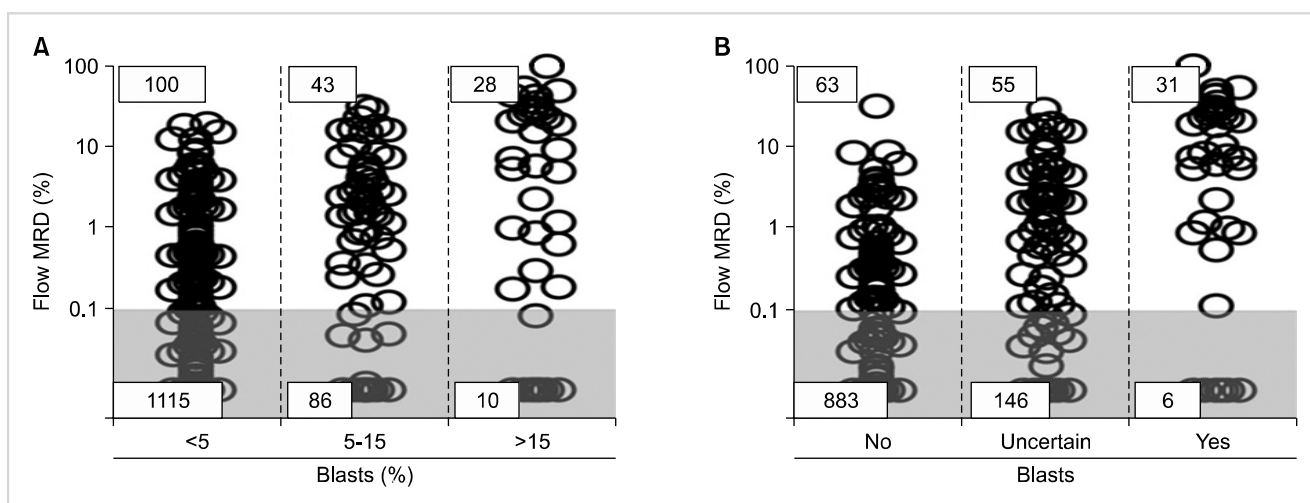 A
Flow MRD (%)
100
10
1
0.1
100
43
28
1115
86
10
<5
5-15
>15
Blasts (%)
B
Flow MRD (%)
100
10
1
0.1
63
55
31
883
146
6
No
Uncertain
Yes
Blasts